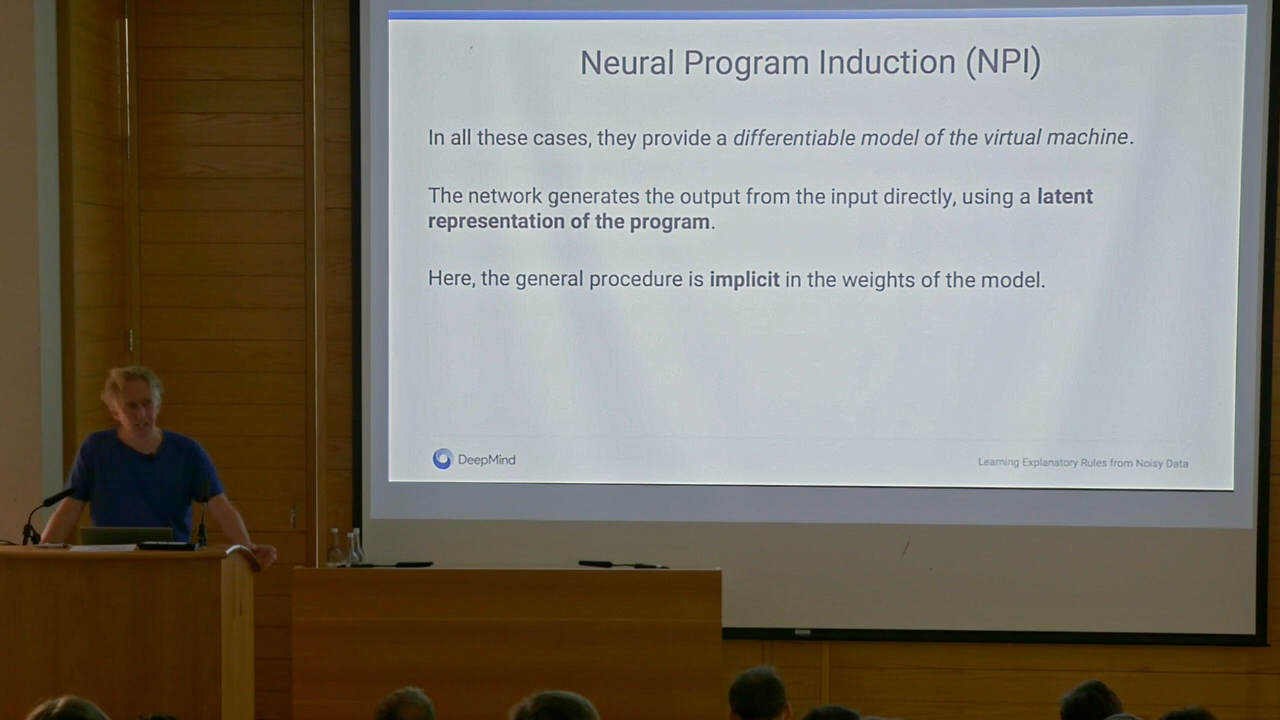 Neural Program Induction (NPI)
In all these cases, they provide a differentiable model of the virtual machine.
The network generates the output from the input directly, using a latent
representation of the program.
Here, the general procedure is implicit in the weights of the model.
DeepMind
Learning Explanatory Rules from Noisy Data